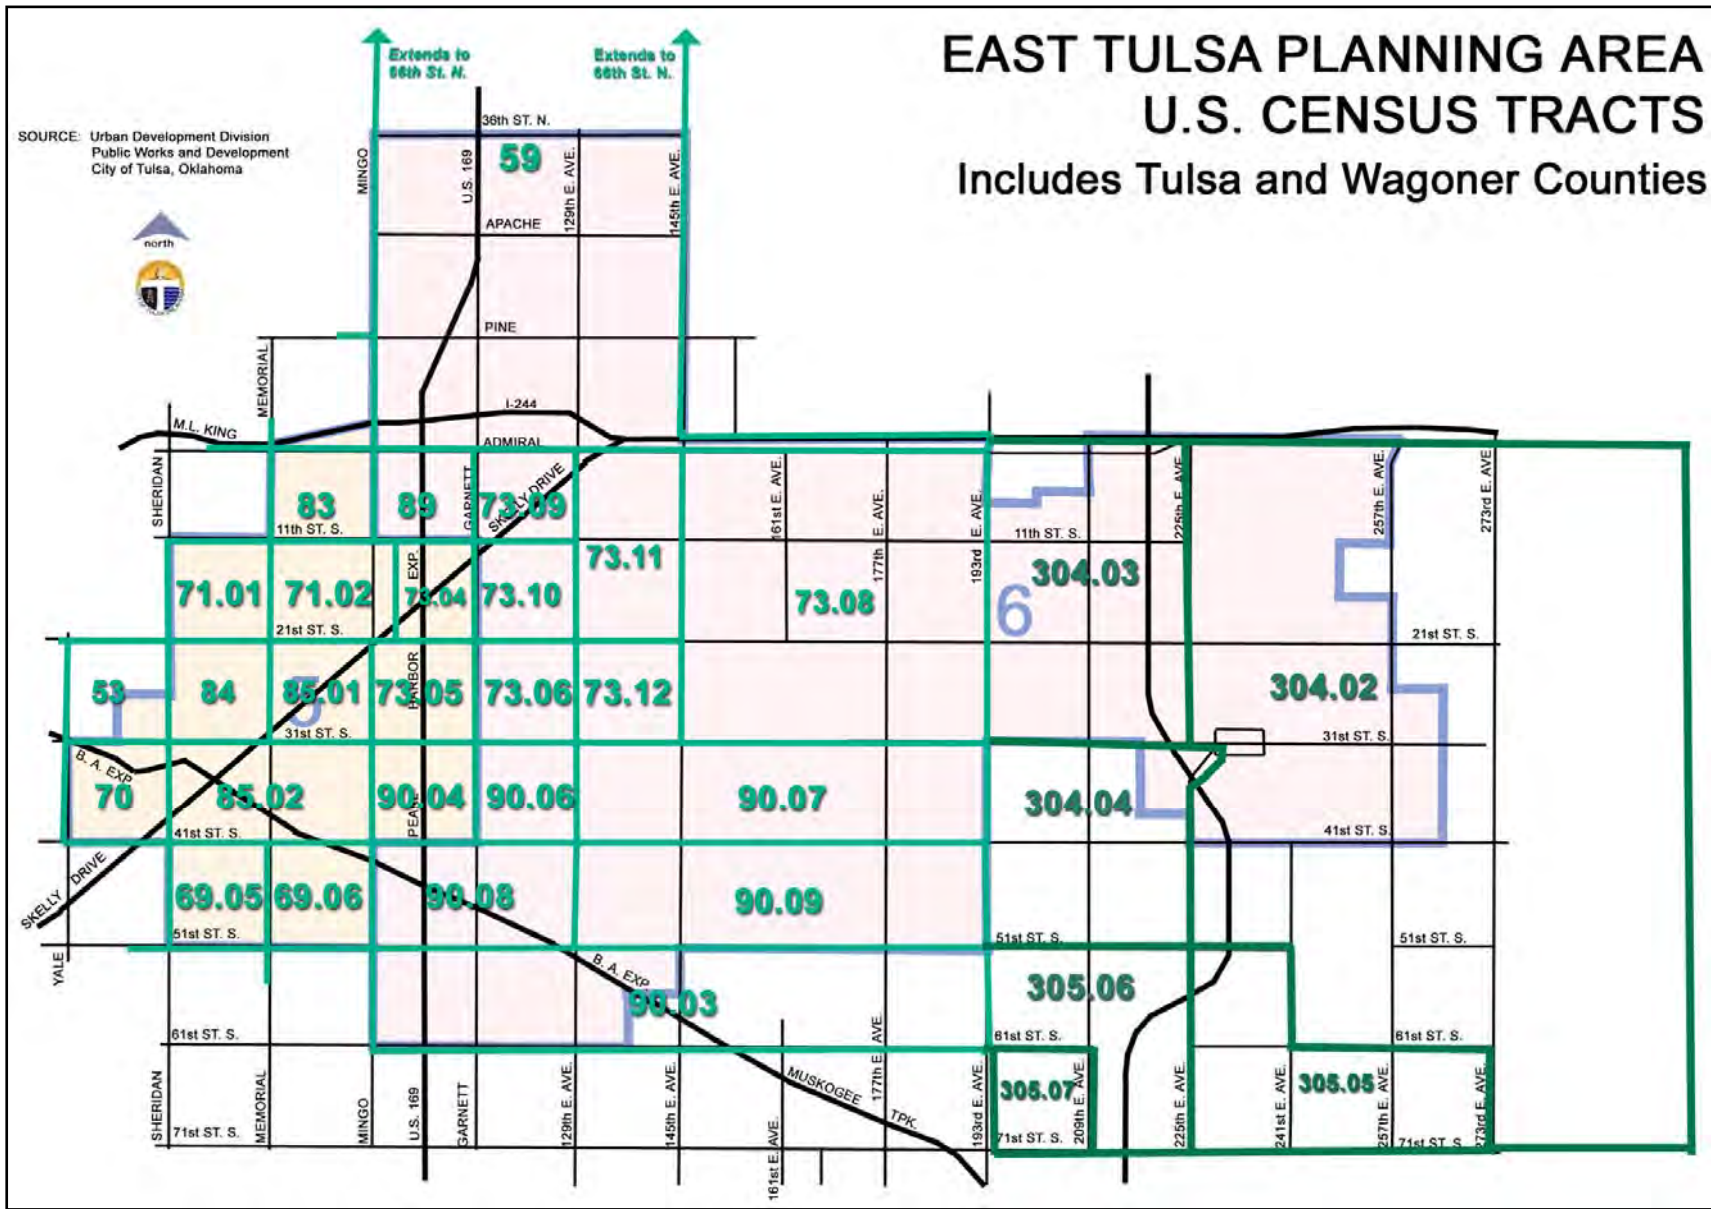 EAST TULSA PLANNING AREA
U.S. CENSUS TRACTS
Includes Tulsa and Wagoner Counties
Extends to
66th St. N.
Extends to
66th St. N.
SOURCE: Urban Development Division
Public Works and Development
City of Tulsa, Oklahoma
north
36th ST. N.
59
MINGO
U.S. 169
129th E. AVE.
145th E. AVE.
APACHE
PINE
MEMORIAL
I-244
M.L. KING
ADMIRAL
SHERIDAN
GARNETT
SKELLY DRIVE
161st E. AVE.
177th E. AVE.
193rd E. AVE.
225th E. AVE.
257th E. AVE.
273rd E. AVE.
83
89
73.09
11th ST. S.
11th ST. S.
73.11
EXP.
71.01
71.02
73.04
73.10
73.08
304.03
6
21st ST. S.
21st ST. S.
HARBOR
53
84
85.01
73.05
73.06
73.12
304.02
5
31st ST. S.
31st ST. S.
B. A. EXP.
70
85.02
90.04
90.06
90.07
304.04
PEARL
41st ST. S.
41st ST. S.
SKELLY DRIVE
69.05
69.06
90.08
90.09
51st ST. S.
51st ST. S.
51st ST. S.
YALE
B. A. EXP.
90.03
305.06
61st ST. S.
61st ST. S.
61st ST. S.
SHERIDAN
MEMORIAL
MINGO
U.S. 169
GARNETT
129th E. AVE.
145th E. AVE.
161st E. AVE.
177th E. AVE.
193rd E. AVE.
209th E. AVE.
225th E. AVE.
241st E. AVE.
257th E. AVE.
273rd E. AVE.
MUSKOGEE TPK.
305.07
305.05
71st ST. S.
71st ST. S.
71st ST. S.